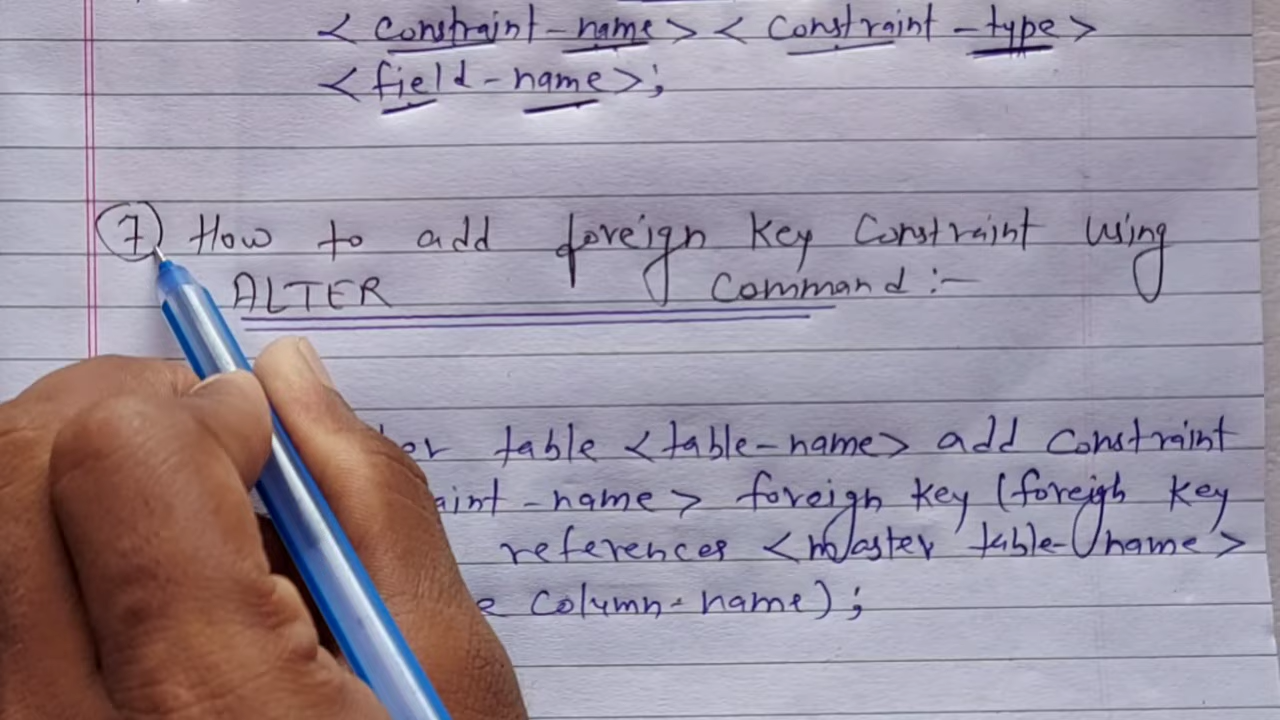 < constraint-name > < constraint-type >
< field-name > ;
7 How to add foreign key constraint using
ALTER Command :-
table <table-name> add constraint
-name > foreign key (foreign key
references <master table-name>
column-name) ;